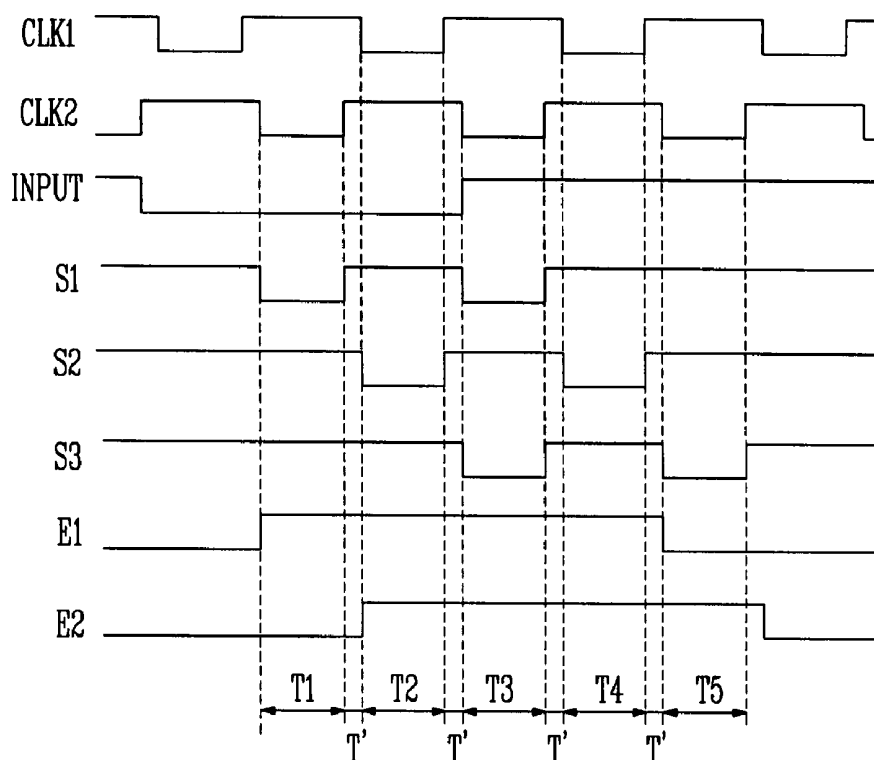 CLK1
CLK2
INPUT
S1
S2
S3
E1
E2
T1 T2 T3 T4 T5
T' T' T' T'